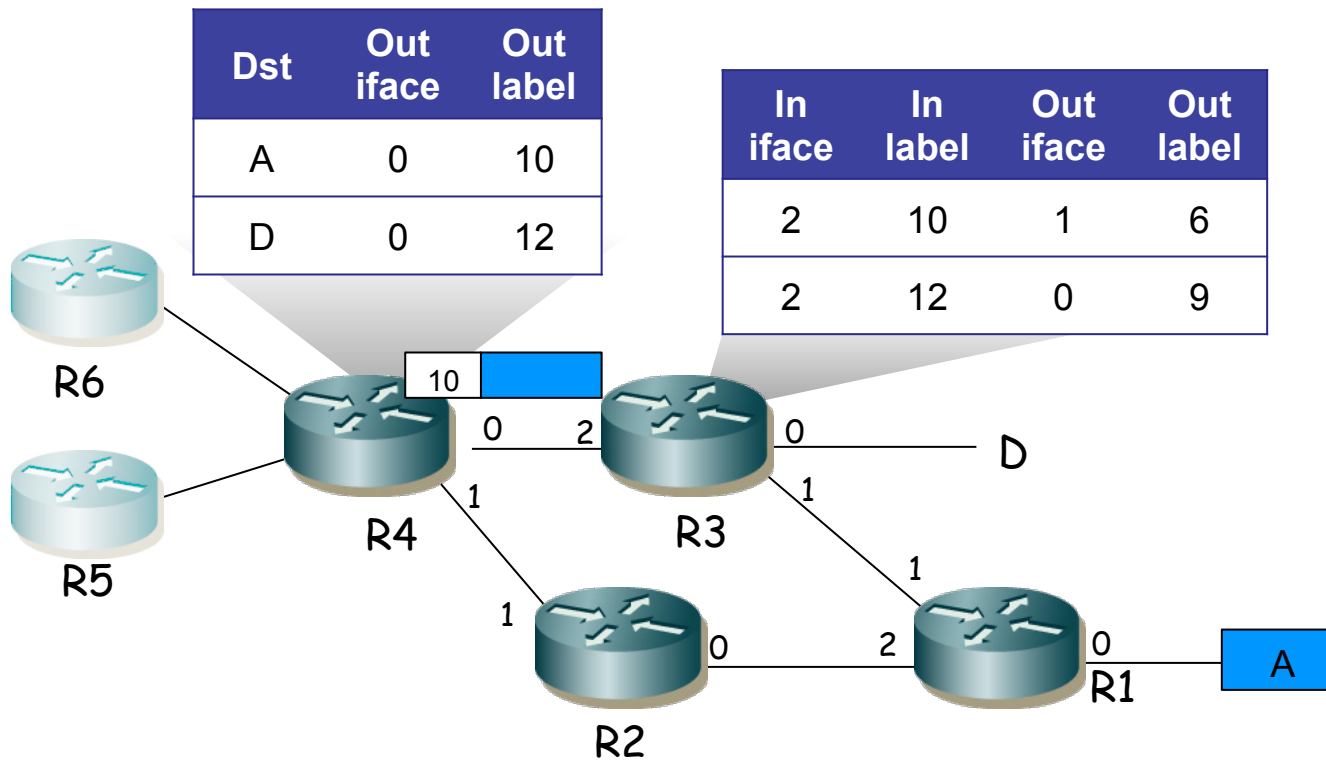 Dst Out iface Out label
A 0 10
D 0 12
In iface In label Out iface Out label
2 10 1 6
2 12 0 9
R6
10
0 2 0 D
1 1
R4 R3
R5
1
1
0 2 0 A
R1
R2